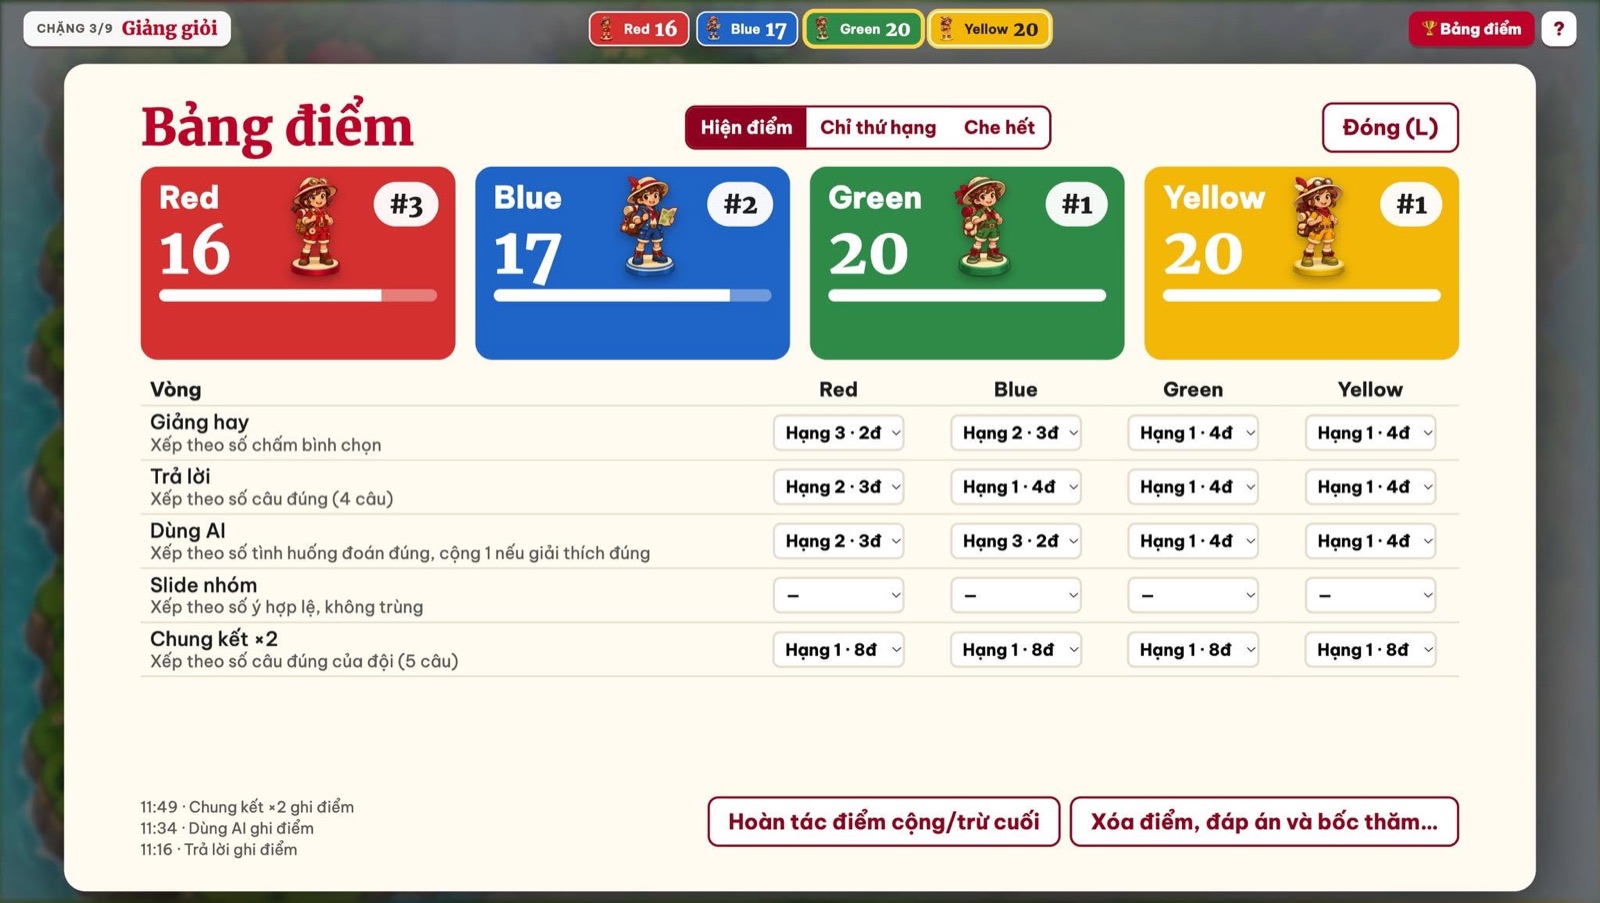 CHẶNG 3/9 Giảng giỏi
Red 16
Blue 17
Green 20
Yellow 20
Bảng điểm
?
Bảng điểm
Hiện điểm
Chỉ thứ hạng
Che hết
Đóng (L)
Red
#3
16
Blue
#2
17
Green
#1
20
Yellow
#1
20
Vòng Red Blue Green Yellow
Giảng hay
Xếp theo số chấm bình chọn
Hạng 3 · 2đ Hạng 2 · 3đ Hạng 1 · 4đ Hạng 1 · 4đ
Trả lời
Xếp theo số câu đúng (4 câu)
Hạng 2 · 3đ Hạng 1 · 4đ Hạng 1 · 4đ Hạng 1 · 4đ
Dùng AI
Xếp theo số tình huống đoán đúng, cộng 1 nếu giải thích đúng
Hạng 2 · 3đ Hạng 3 · 2đ Hạng 1 · 4đ Hạng 1 · 4đ
Slide nhóm
Xếp theo số ý hợp lệ, không trùng
– – – –
Chung kết ×2
Xếp theo số câu đúng của đội (5 câu)
Hạng 1 · 8đ Hạng 1 · 8đ Hạng 1 · 8đ Hạng 1 · 8đ
11:49 · Chung kết ×2 ghi điểm
11:34 · Dùng AI ghi điểm
11:16 · Trả lời ghi điểm
Hoàn tác điểm cộng/trừ cuối
Xóa điểm, đáp án và bốc thăm...